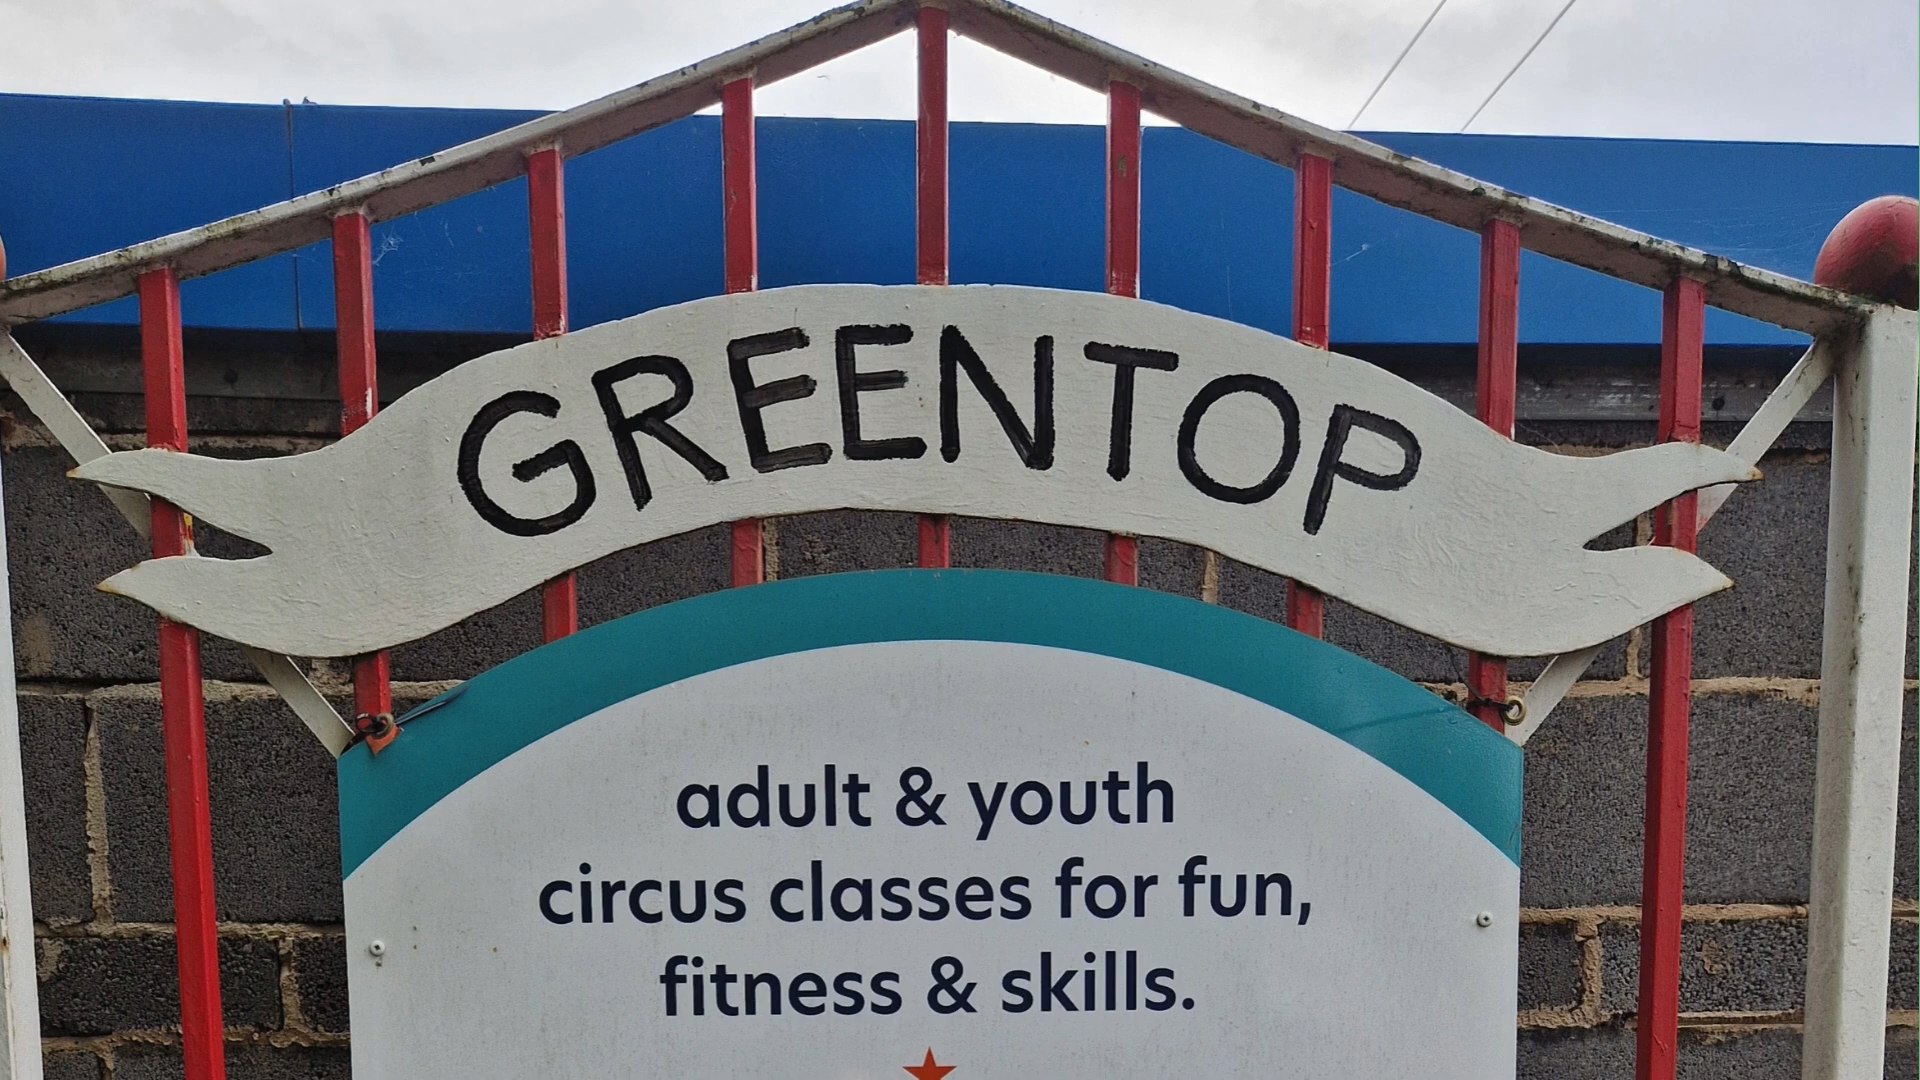 GREENTOP
adult & youth
circus classes for fun,
fitness & skills.